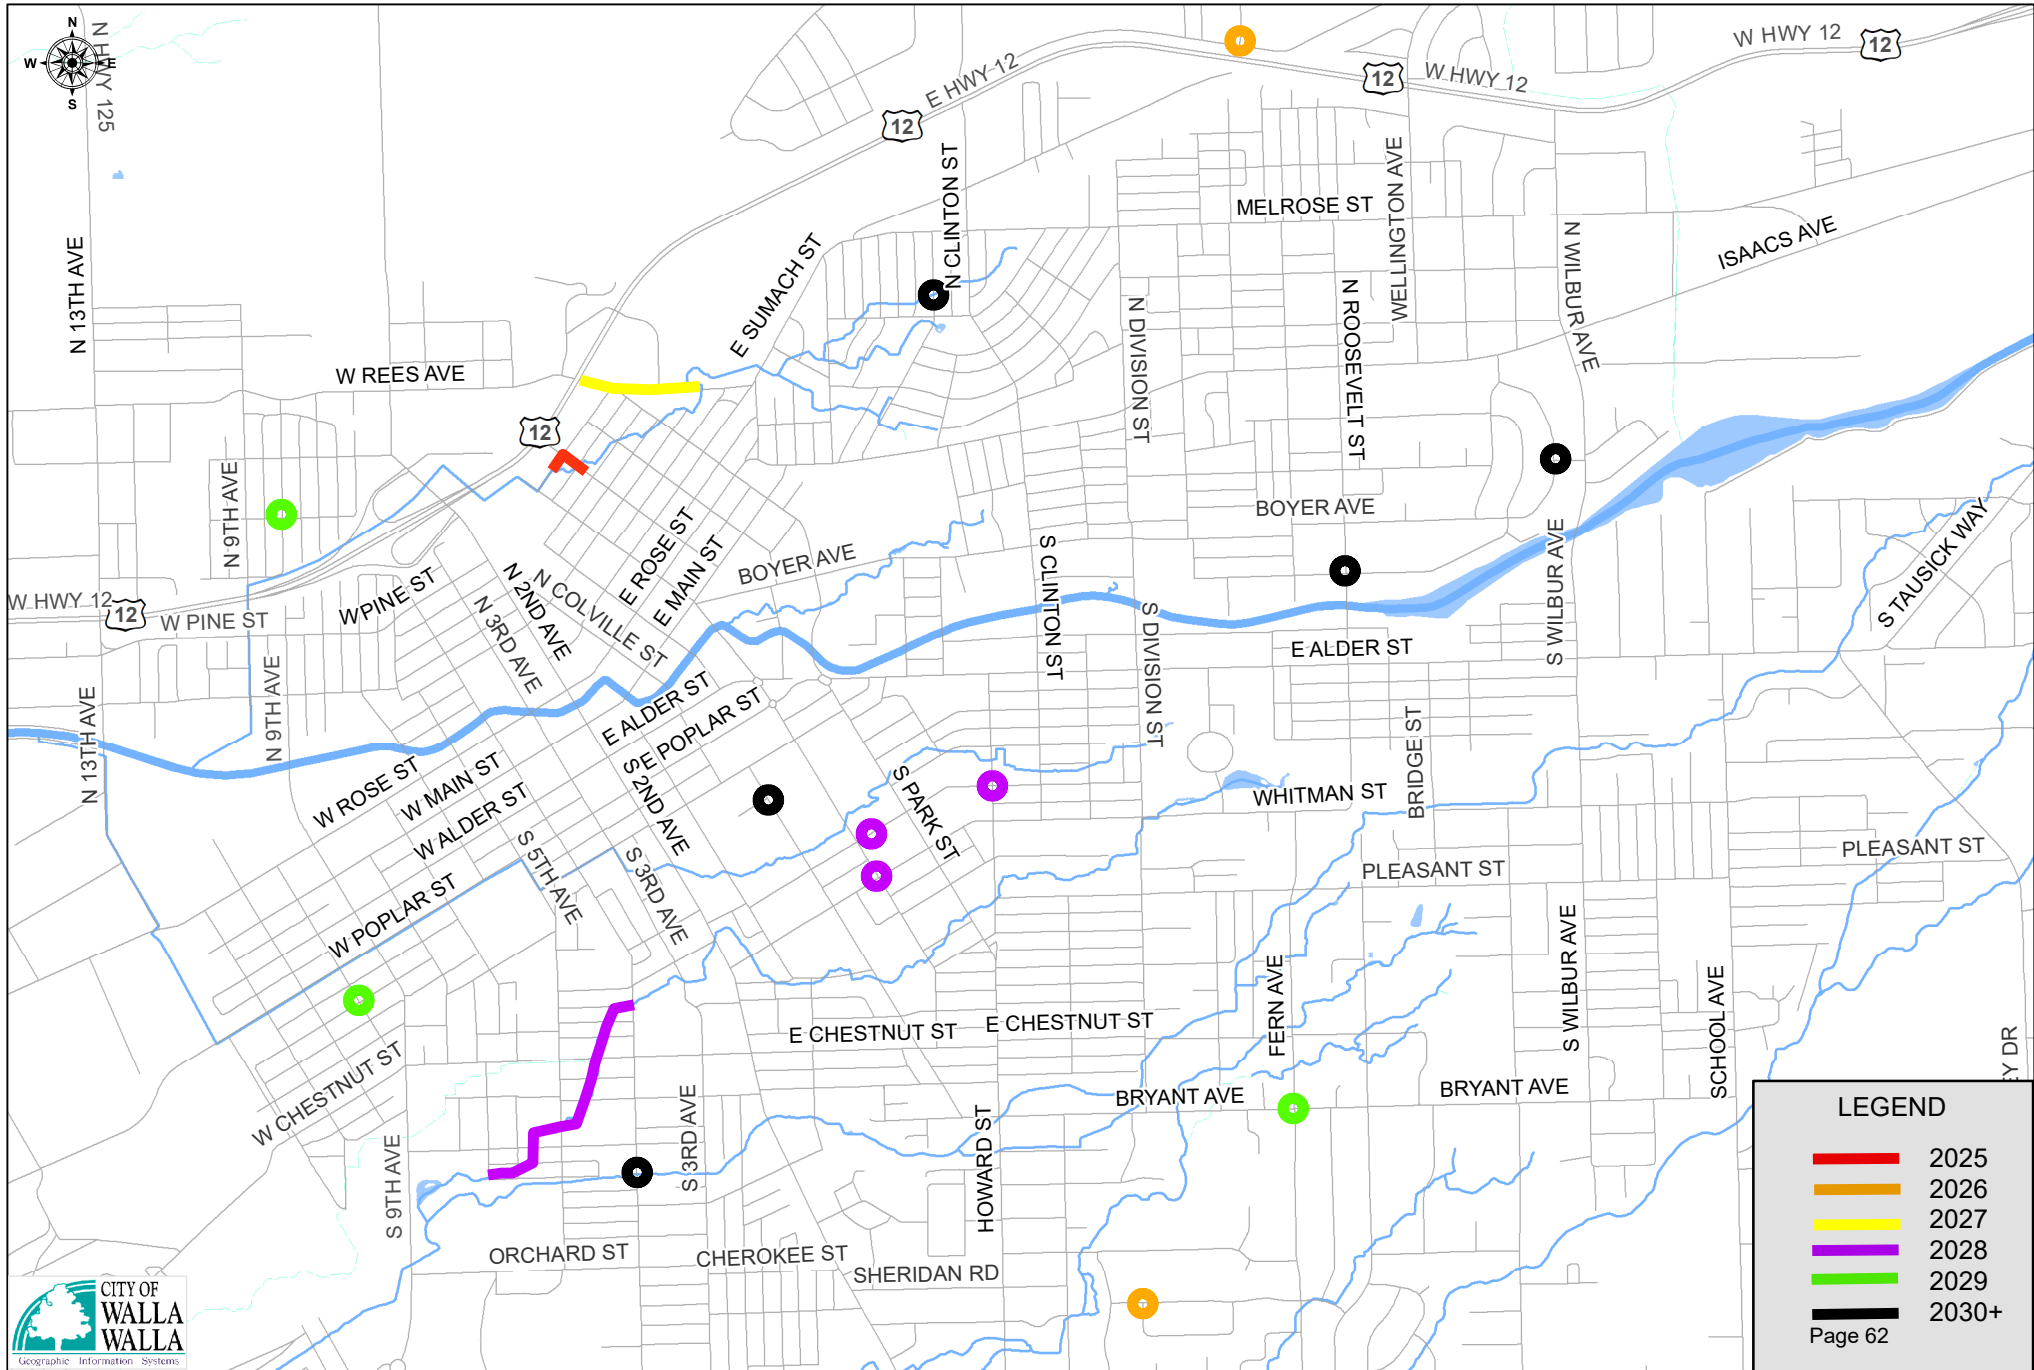 N
W
E
S
N HWY 125
E HWY 12
12
W HWY 12
12
W HWY 12
12
N CLINTON ST
WELLINGTON AVE
MELROSE ST
N 13TH AVE
E SUMACH ST
N WILBUR AVE
ISAACS AVE
N DIVISION ST
N ROOSEVELT ST
W REES AVE
12
N 9TH AVE
BOYER AVE
E ROSE ST
E MAIN ST
BOYER AVE
S CLINTON ST
S WILBUR AVE
S TAUSICK WAY
W HWY 12
12
W PINE ST
W PINE ST
N 2ND AVE
N COLVILLE ST
N 3RD AVE
S DIVISION ST
E ALDER ST
N 13TH AVE
N 9TH AVE
E ALDER ST
E POPLAR ST
BRIDGE ST
W ROSE ST
W MAIN ST
W ALDER ST
S 2ND AVE
S PARK ST
WHITMAN ST
PLEASANT ST
PLEASANT ST
S 5TH AVE
S 3RD AVE
W POPLAR ST
S WILBUR AVE
FERN AVE
SCHOOL AVE
E CHESTNUT ST
E CHESTNUT ST
W CHESTNUT ST
EY DR
BRYANT AVE
BRYANT AVE
S 3RD AVE
HOWARD ST
S 9TH AVE
ORCHARD ST
CHEROKEE ST
SHERIDAN RD
LEGEND
2025
2026
2027
2028
2029
2030+
Page 62
CITY OF
WALLA
WALLA
Geographic Information Systems